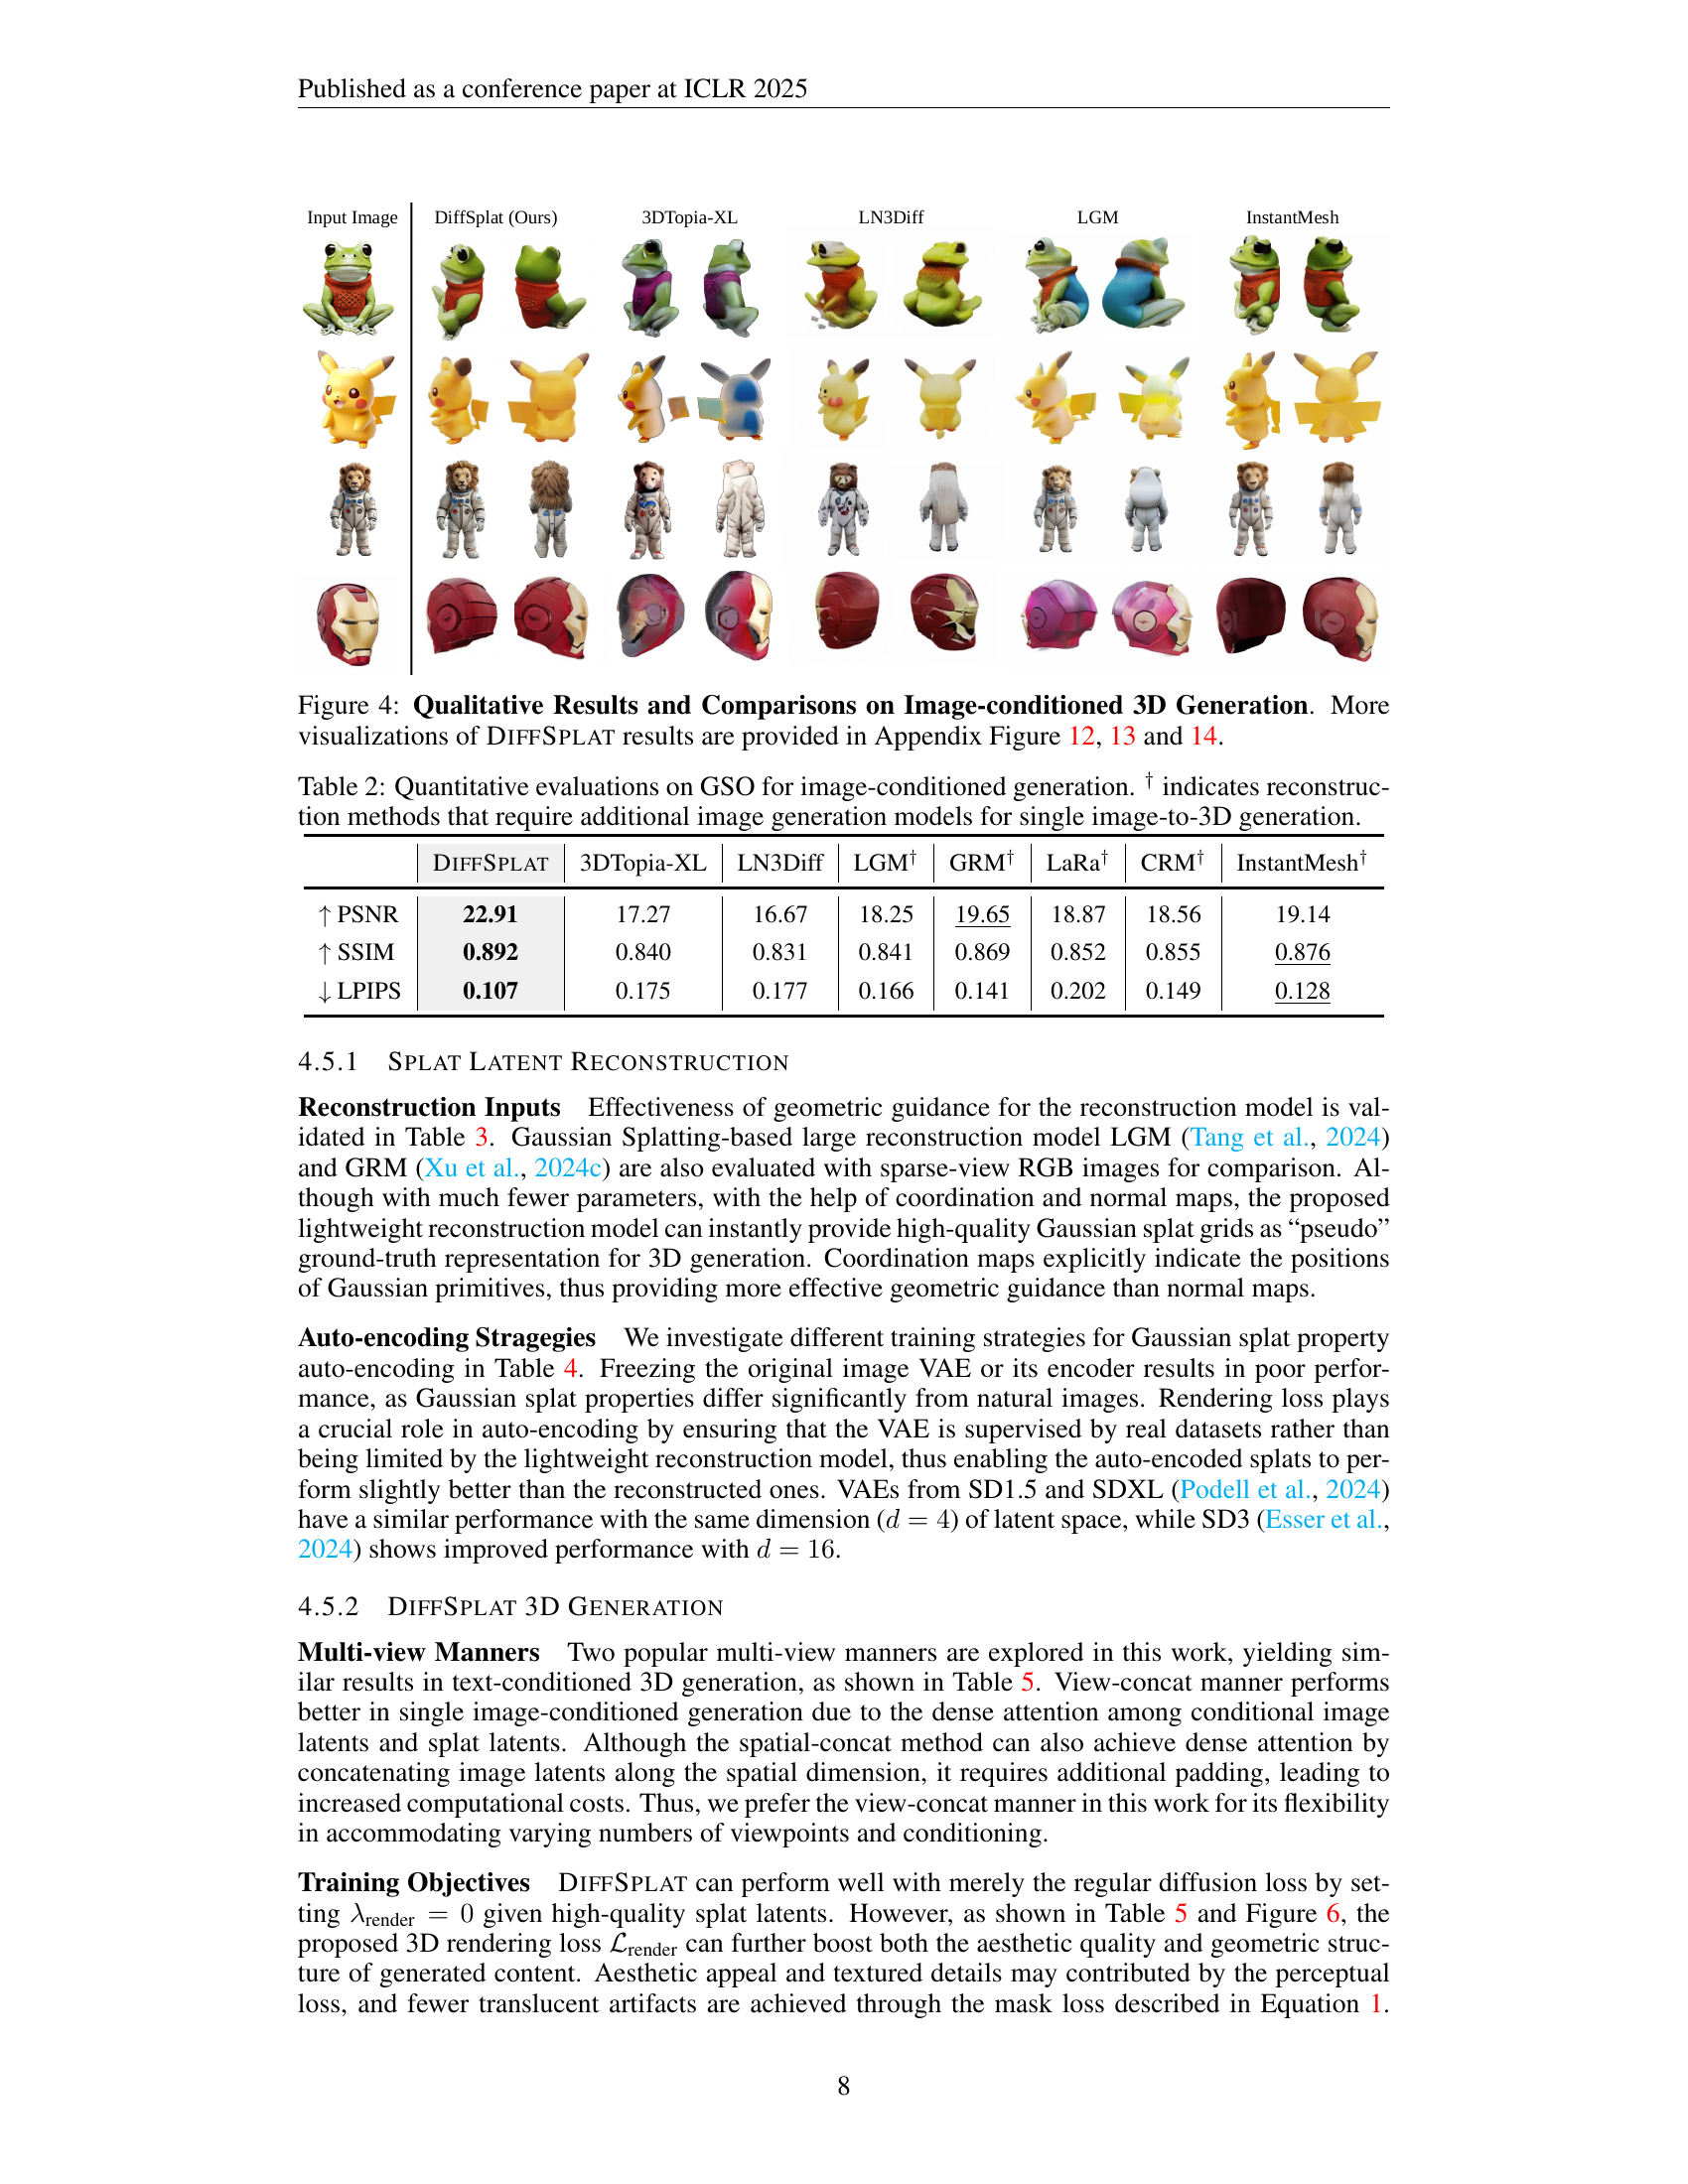 Published as a conference paper at ICLR 2025
Input Image DiffSplat (Ours) 3DTopia-XL LN3Diff LGM InstantMesh
Figure 4: Qualitative Results and Comparisons on Image-conditioned 3D Generation. More
visualizations of DIFFSPLAT results are provided in Appendix Figure 12, 13 and 14.
Table 2: Quantitative evaluations on GSO for image-conditioned generation. † indicates reconstruc-
tion methods that require additional image generation models for single image-to-3D generation.
DIFFSPLAT 3DTopia-XL LN3Diff LGM† GRM† LaRa† CRM† InstantMesh†
↑ PSNR 22.91 17.27 16.67 18.25 19.65 18.87 18.56 19.14
↑ SSIM 0.892 0.840 0.831 0.841 0.869 0.852 0.855 0.876
↓ LPIPS 0.107 0.175 0.177 0.166 0.141 0.202 0.149 0.128
4.5.1 SPLAT LATENT RECONSTRUCTION
Reconstruction Inputs Effectiveness of geometric guidance for the reconstruction model is val-
idated in Table 3. Gaussian Splatting-based large reconstruction model LGM (Tang et al., 2024)
and GRM (Xu et al., 2024c) are also evaluated with sparse-view RGB images for comparison. Al-
though with much fewer parameters, with the help of coordination and normal maps, the proposed
lightweight reconstruction model can instantly provide high-quality Gaussian splat grids as “pseudo”
ground-truth representation for 3D generation. Coordination maps explicitly indicate the positions
of Gaussian primitives, thus providing more effective geometric guidance than normal maps.
Auto-encoding Stragegies We investigate different training strategies for Gaussian splat property
auto-encoding in Table 4. Freezing the original image VAE or its encoder results in poor perfor-
mance, as Gaussian splat properties differ significantly from natural images. Rendering loss plays
a crucial role in auto-encoding by ensuring that the VAE is supervised by real datasets rather than
being limited by the lightweight reconstruction model, thus enabling the auto-encoded splats to per-
form slightly better than the reconstructed ones. VAEs from SD1.5 and SDXL (Podell et al., 2024)
have a similar performance with the same dimension (d = 4) of latent space, while SD3 (Esser et al.,
2024) shows improved performance with d = 16.
4.5.2 DIFFSPLAT 3D GENERATION
Multi-view Manners Two popular multi-view manners are explored in this work, yielding sim-
ilar results in text-conditioned 3D generation, as shown in Table 5. View-concat manner performs
better in single image-conditioned generation due to the dense attention among conditional image
latents and splat latents. Although the spatial-concat method can also achieve dense attention by
concatenating image latents along the spatial dimension, it requires additional padding, leading to
increased computational costs. Thus, we prefer the view-concat manner in this work for its flexibility
in accommodating varying numbers of viewpoints and conditioning.
Training Objectives DIFFSPLAT can perform well with merely the regular diffusion loss by set-
ting λrender = 0 given high-quality splat latents. However, as shown in Table 5 and Figure 6, the
proposed 3D rendering loss ℒrender can further boost both the aesthetic quality and geometric struc-
ture of generated content. Aesthetic appeal and textured details may contributed by the perceptual
loss, and fewer translucent artifacts are achieved through the mask loss described in Equation 1.
8